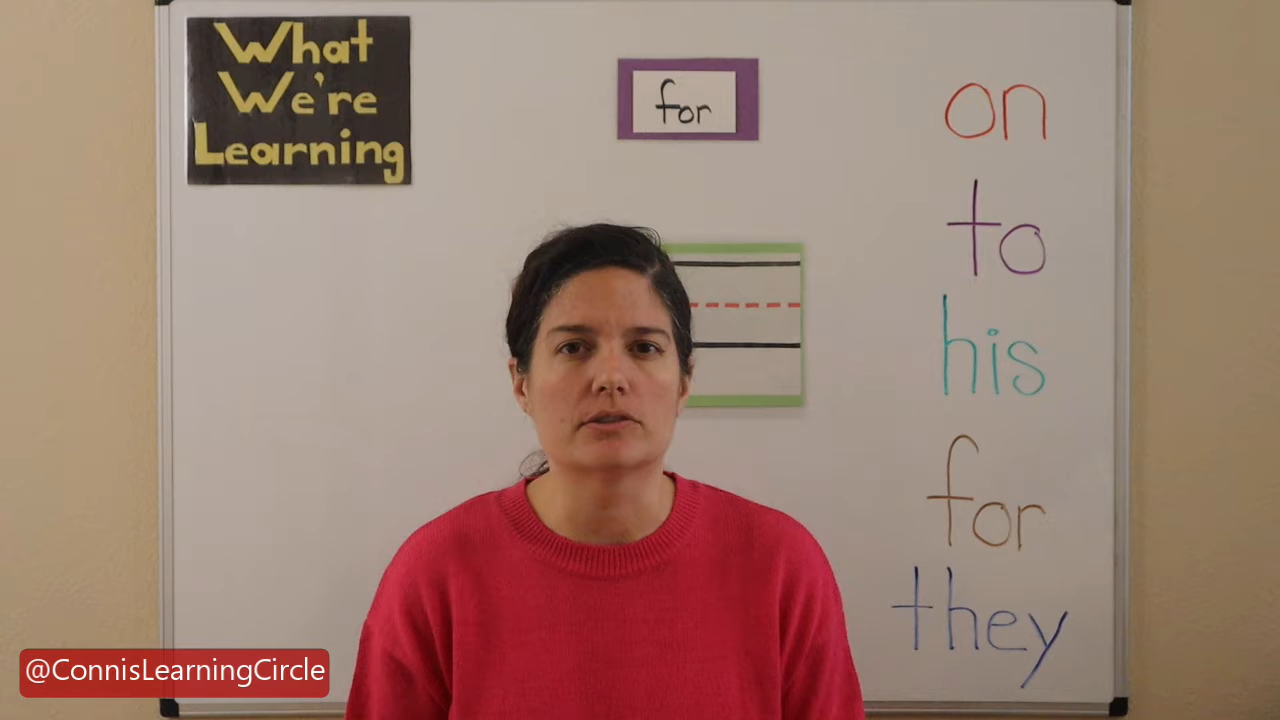 What
We're
Learning
for
on
to
his
for
they
@ConnisLearningCircle